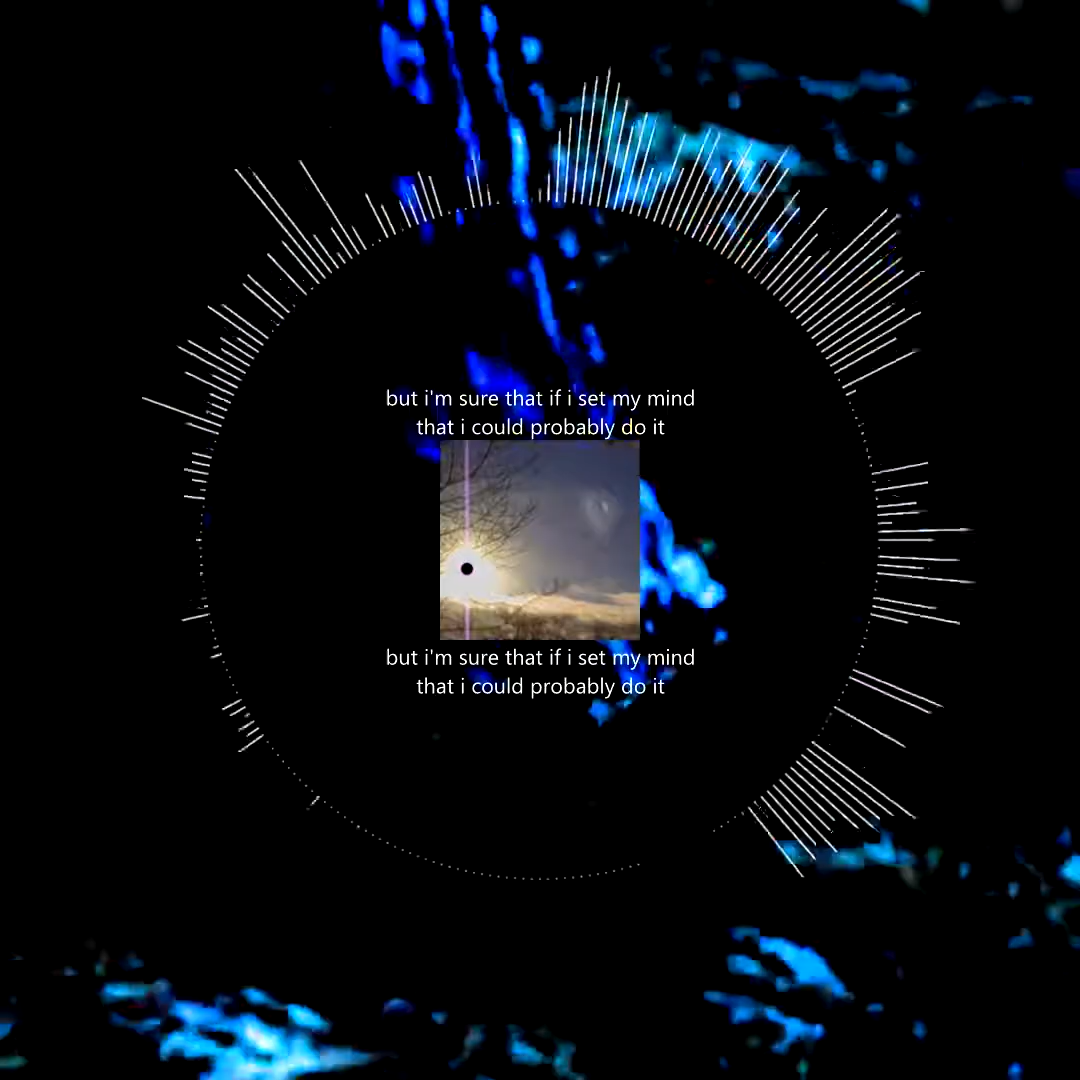 but i'm sure that if i set my mind
that i could probably do it
but i'm sure that if i set my mind
that i could probably do it